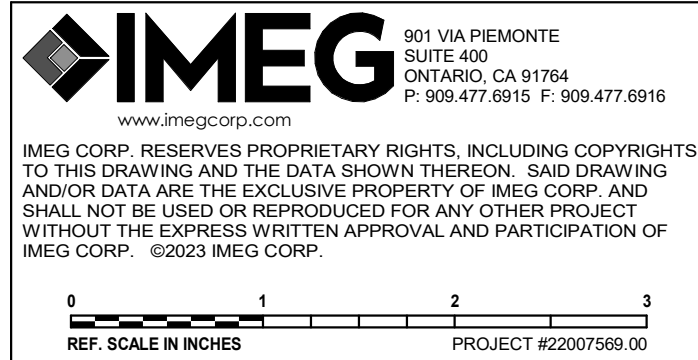 IMEG
901 VIA PIEMONTE
SUITE 400
ONTARIO, CA 91764
P: 909.477.6915 F: 909.477.6916
www.imegcorp.com
IMEG CORP. RESERVES PROPRIETARY RIGHTS, INCLUDING COPYRIGHTS
TO THIS DRAWING AND THE DATA SHOWN THEREON. SAID DRAWING
AND/OR DATA ARE THE EXCLUSIVE PROPERTY OF IMEG CORP. AND
SHALL NOT BE USED OR REPRODUCED FOR ANY OTHER PROJECT
WITHOUT THE EXPRESS WRITTEN APPROVAL AND PARTICIPATION OF
IMEG CORP. ©2023 IMEG CORP.
0 1 2 3
REF. SCALE IN INCHES PROJECT #22007569.00